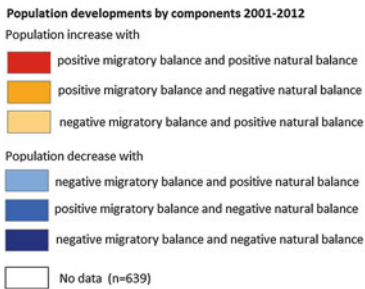 Population developments by components 2001-2012
Population increase with
positive migratory balance and positive natural balance
positive migratory balance and negative natural balance
negative migratory balance and positive natural balance
Population decrease with
negative migratory balance and positive natural balance
positive migratory balance and negative natural balance
negative migratory balance and negative natural balance
No data (n=639)